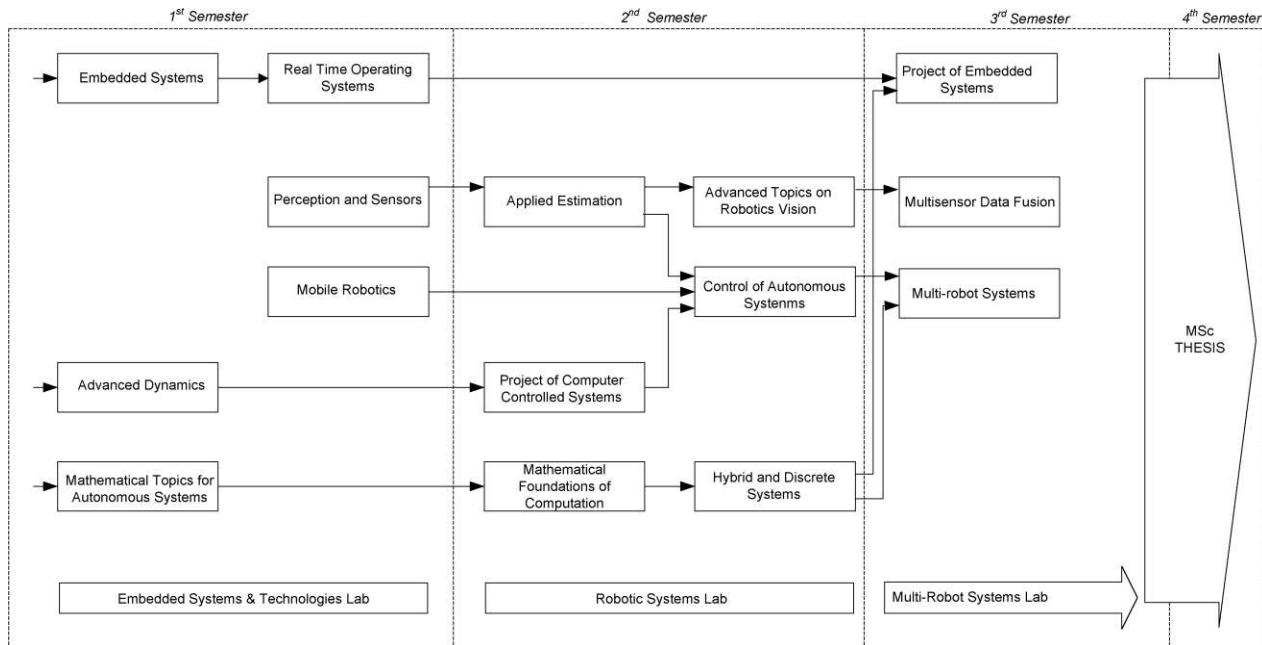 1st Semester
2nd Semester
3rd Semester
4th Semester
Embedded Systems
Real Time Operating
Systems
Project of Embedded
Systems
Perception and Sensors
Applied Estimation
Advanced Topics on
Robotics Vision
Multisensor Data Fusion
Mobile Robotics
Control of Autonomous
Systenms
Multi-robot Systems
MSc
THESIS
Advanced Dynamics
Project of Computer
Controlled Systems
Mathematical Topics for
Autonomous Systems
Mathematical
Foundations of
Computation
Hybrid and Discrete
Systems
Embedded Systems & Technologies Lab
Robotic Systems Lab
Multi-Robot Systems Lab